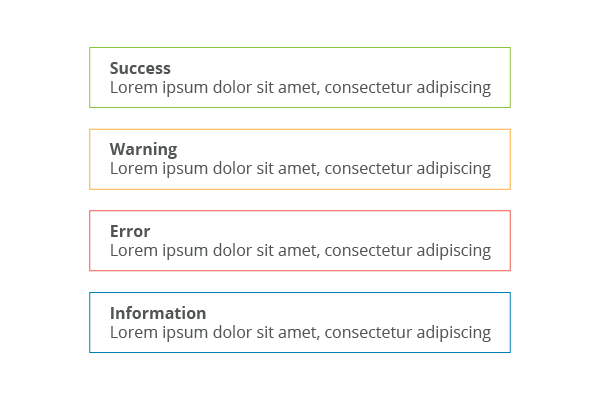 Success
Lorem ipsum dolor sit amet, consectetur adipiscing
Warning
Lorem ipsum dolor sit amet, consectetur adipiscing
Error
Lorem ipsum dolor sit amet, consectetur adipiscing
Information
Lorem ipsum dolor sit amet, consectetur adipiscing